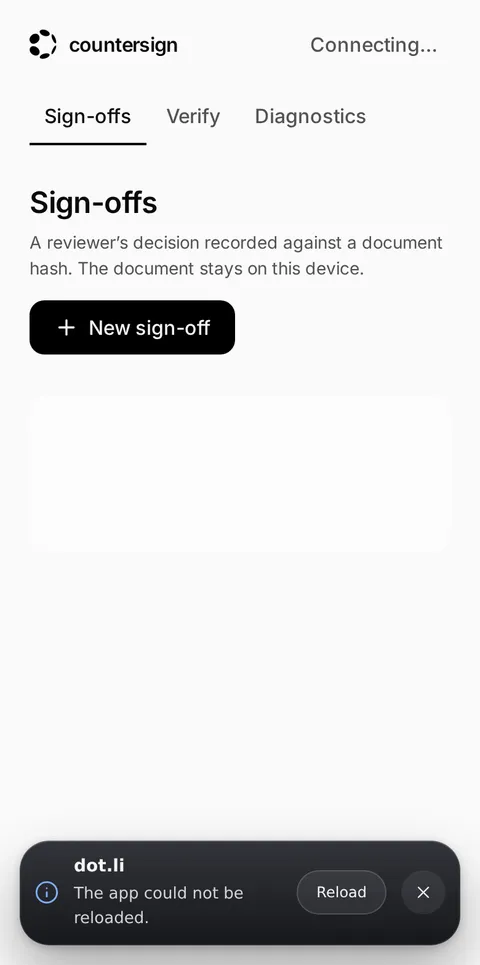 countersign
Connecting…
Sign-offs
Verify
Diagnostics
Sign-offs
A reviewer’s decision recorded against a document
hash. The document stays on this device.
New sign-off
dot.li
The app could not be
reloaded.
Reload